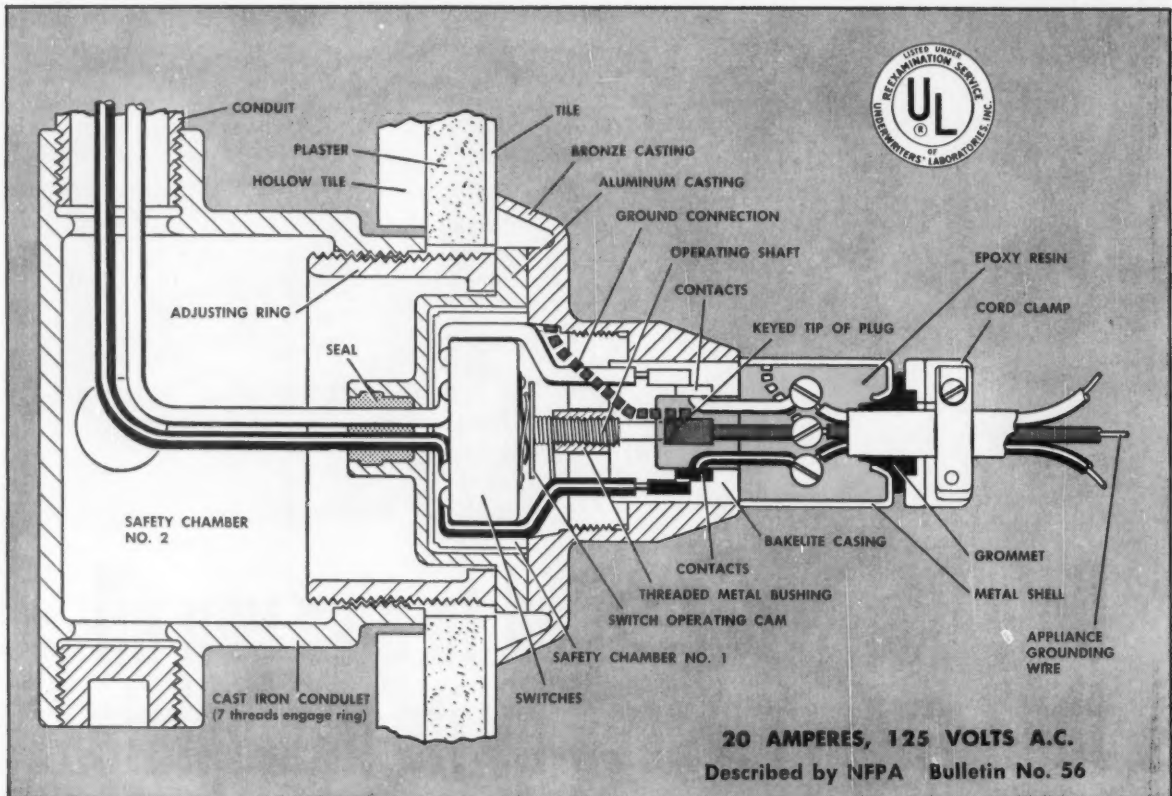 LISTED UNDER
REEXAMINATION SERVICE
UL
®
OF
UNDERWRITERS' LABORATORIES, INC.
CONDUIT
TILE
PLASTER
BRONZE CASTING
HOLLOW TILE
ALUMINUM CASTING
GROUND CONNECTION
OPERATING SHAFT
EPOXY RESIN
CONTACTS
CORD CLAMP
ADJUSTING RING
KEYED TIP OF PLUG
SEAL
SAFETY CHAMBER
NO. 2
BAKELITE CASING
GROMMET
CONTACTS
THREADED METAL BUSHING
METAL SHELL
SWITCH OPERATING CAM
APPLIANCE
GROUNDING
WIRE
SAFETY CHAMBER NO. 1
CAST IRON CONDULET
(7 threads engage ring)
SWITCHES
20 AMPERES, 125 VOLTS A.C.
Described by NFPA Bulletin No. 56